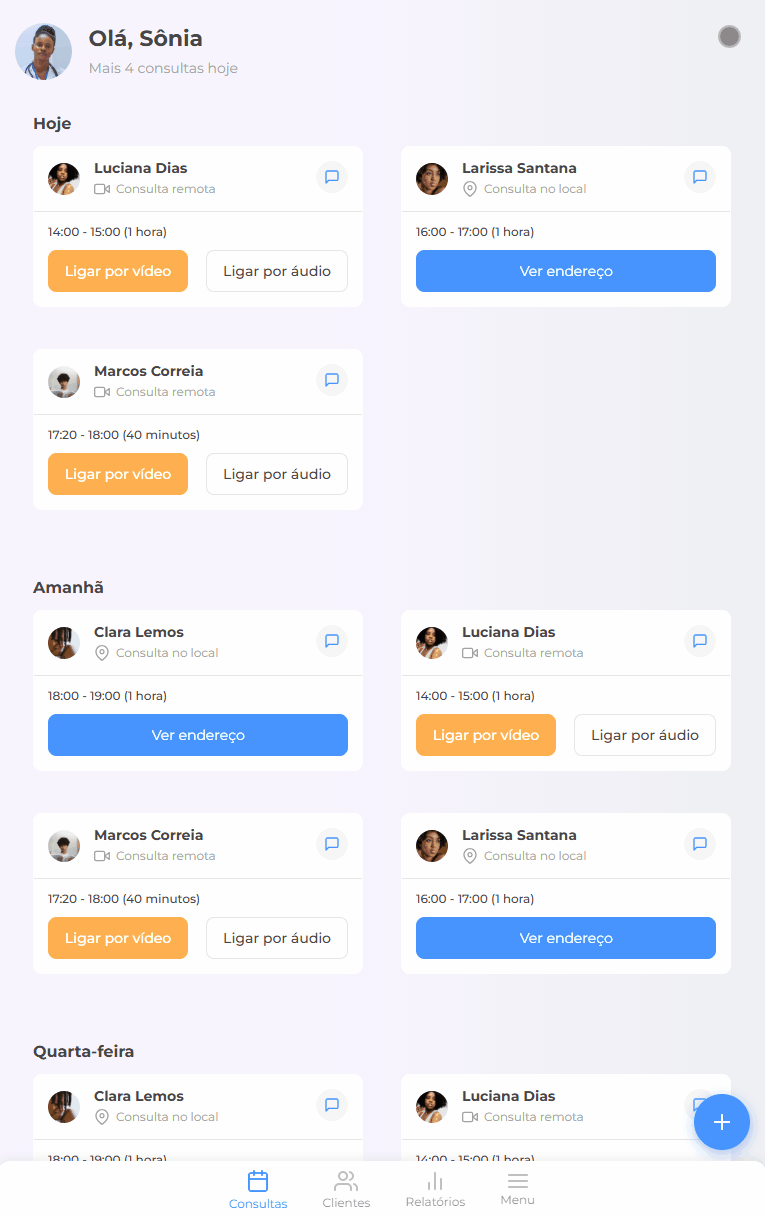 Olá, Sônia
Mais 4 consultas hoje
Hoje
Luciana Dias
Consulta remota
14:00 - 15:00 (1 hora)
Ligar por vídeo
Ligar por áudio
Larissa Santana
Consulta no local
16:00 - 17:00 (1 hora)
Ver endereço
Marcos Correia
Consulta remota
17:20 - 18:00 (40 minutos)
Ligar por vídeo
Ligar por áudio
Amanhã
Clara Lemos
Consulta no local
18:00 - 19:00 (1 hora)
Ver endereço
Luciana Dias
Consulta remota
14:00 - 15:00 (1 hora)
Ligar por vídeo
Ligar por áudio
Marcos Correia
Consulta remota
17:20 - 18:00 (40 minutos)
Ligar por vídeo
Ligar por áudio
Larissa Santana
Consulta no local
16:00 - 17:00 (1 hora)
Ver endereço
Quarta-feira
Clara Lemos
Consulta no local
18:00 - 19:00 (1 hora)
Luciana Dias
Consulta remota
14:00 - 15:00 (1 hora)
Consultas
Clientes
Relatórios
Menu